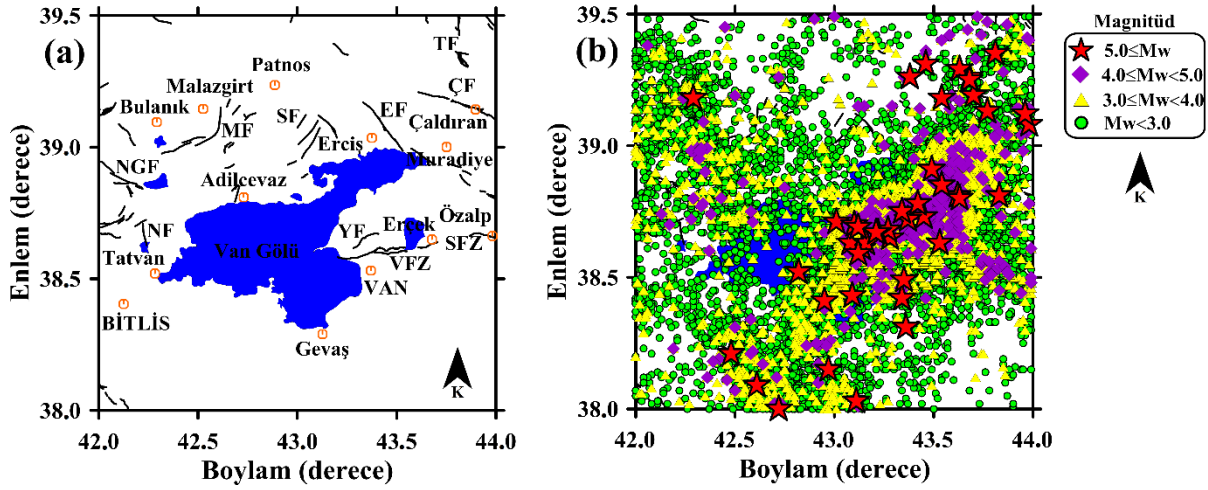 (a)
TF
Patnos
Malazgirt
Bulanık
ÇF
EF
Çaldıran
SF
MF
Ercis
Muradiye
NGF
Adilcevaz
NF
YF
Erçek
Özalp
SFZ
Tatvan
Van Gölü
VFZ
VAN
BİTLİS
Gevaş
K
39.5
39.0
38.5
38.0
Enlem (derece)
42.0 42.5 43.0 43.5 44.0
Boylam (derece)
(b)
39.5
39.0
38.5
38.0
Enlem (derece)
42.0 42.5 43.0 43.5 44.0
Boylam (derece)
Magnitüd
5.0≤Mw
4.0≤Mw<5.0
3.0≤Mw<4.0
Mw<3.0
K